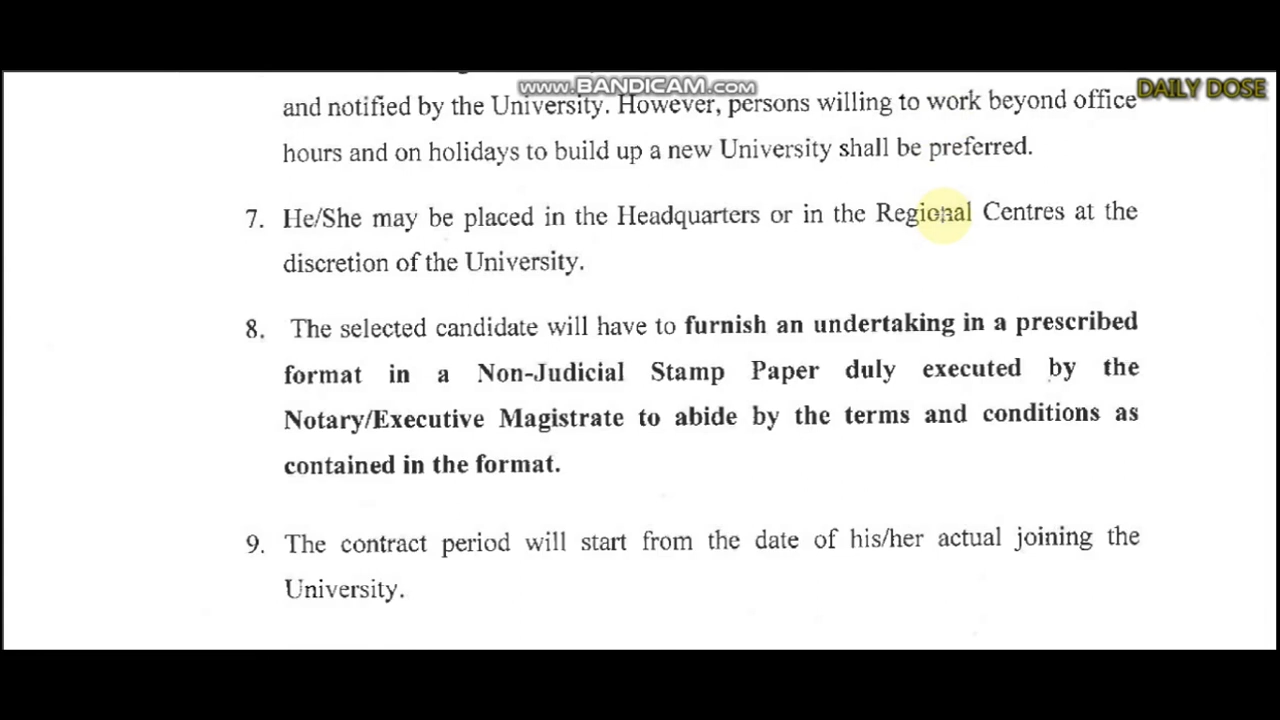 www.BANDICAM.com
DAILY DOSE
and notified by the University. However, persons willing to work beyond office
hours and on holidays to build up a new University shall be preferred.
7. He/She may be placed in the Headquarters or in the Regional Centres at the
discretion of the University.
8. The selected candidate will have to furnish an undertaking in a prescribed
format in a Non-Judicial Stamp Paper duly executed by the
Notary/Executive Magistrate to abide by the terms and conditions as
contained in the format.
9. The contract period will start from the date of his/her actual joining the
University.